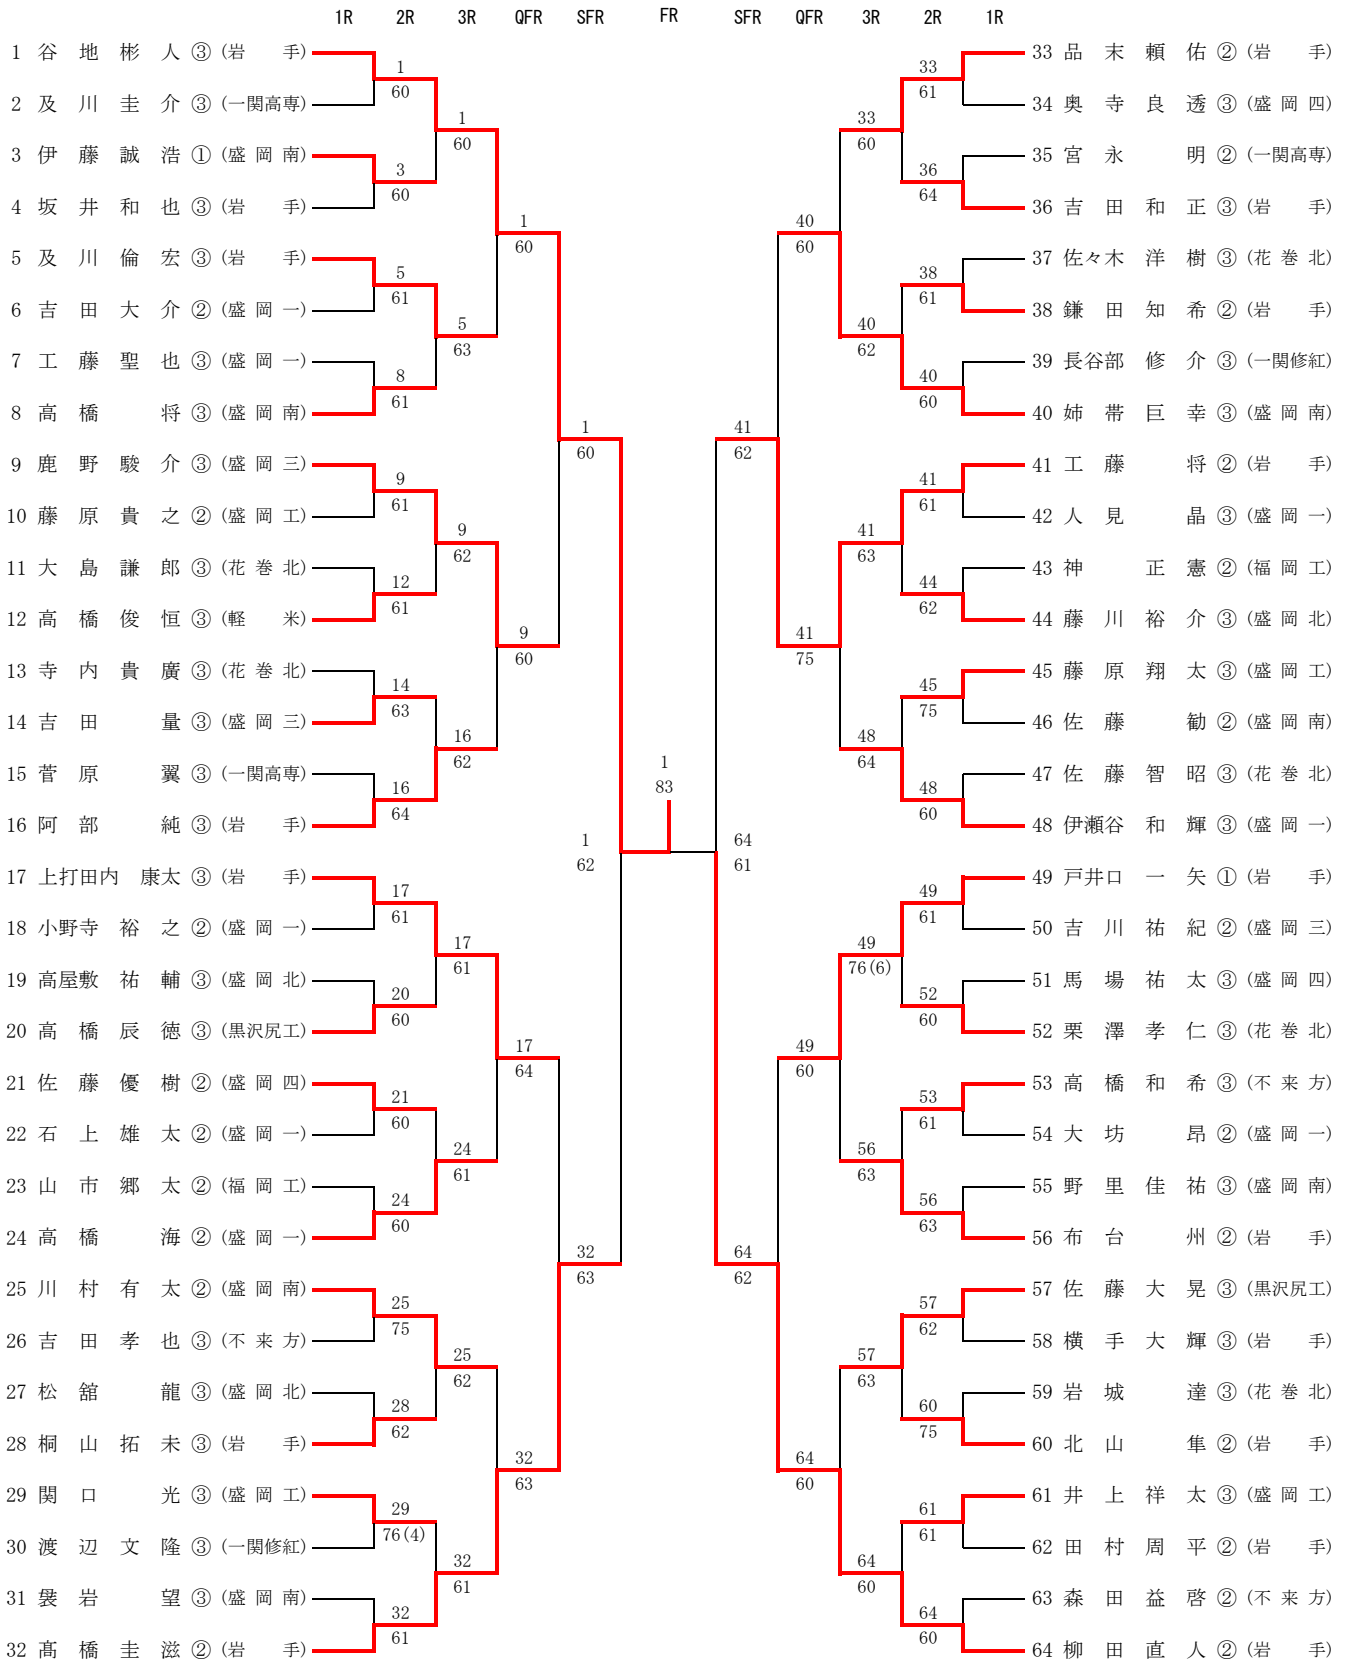 1R 2R 3R QFR SFR FR SFR QFR 3R 2R 1R
1 谷 地 彬 人 ③ (岩 手)
2 及 川 圭 介 ③ (一関高専)
3 伊 藤 誠 浩 ① (盛 岡 南)
4 坂 井 和 也 ③ (岩 手)
5 及 川 倫 宏 ③ (岩 手)
6 吉 田 大 介 ② (盛 岡 一)
7 工 藤 聖 也 ③ (盛 岡 一)
8 高 橋 将 ③ (盛 岡 南)
9 鹿 野 駿 介 ③ (盛 岡 三)
10 藤 原 貴 之 ② (盛 岡 工)
11 大 島 謙 郎 ③ (花 巻 北)
12 高 橋 俊 恒 ③ (軽 米)
13 寺 内 貴 廣 ③ (花 巻 北)
14 吉 田 量 ③ (盛 岡 三)
15 菅 原 翼 ③ (一関高専)
16 阿 部 純 ③ (岩 手)
17 上打田内 康太 ③ (岩 手)
18 小野寺 裕 之 ② (盛 岡 一)
19 高屋敷 祐 輔 ③ (盛 岡 北)
20 高 橋 辰 徳 ③ (黒沢尻工)
21 佐 藤 優 樹 ② (盛 岡 四)
22 石 上 雄 太 ② (盛 岡 一)
23 山 市 郷 太 ② (福 岡 工)
24 高 橋 海 ② (盛 岡 一)
25 川 村 有 太 ② (盛 岡 南)
26 吉 田 孝 也 ③ (不 来 方)
27 松 舘 龍 ③ (盛 岡 北)
28 桐 山 拓 未 ③ (岩 手)
29 関 口 光 ③ (盛 岡 工)
30 渡 辺 文 隆 ③ (一関修紅)
31 袰 岩 望 ③ (盛 岡 南)
32 髙 橋 圭 滋 ② (岩 手)
1
60
3
60
5
61
8
61
9
61
12
61
14
63
16
64
17
61
20
60
21
60
24
60
25
75
28
62
29
76(4)
32
61
1
60
5
63
9
62
16
62
17
61
24
61
25
62
32
61
1
60
9
60
17
64
32
63
1
60
32
63
1
62
1
83
64
61
41
62
64
62
40
60
41
75
49
60
64
60
33
60
40
62
41
63
48
64
49
76(6)
56
63
57
63
64
60
33
61
36
64
38
61
40
60
41
61
44
62
45
75
48
60
49
61
52
60
53
61
56
63
57
62
60
75
61
61
64
60
33 品 末 頼 佑 ② (岩 手)
34 奥 寺 良 透 ③ (盛 岡 四)
35 宮 永 明 ② (一関高専)
36 吉 田 和 正 ③ (岩 手)
37 佐々木 洋 樹 ③ (花 巻 北)
38 鎌 田 知 希 ② (岩 手)
39 長谷部 修 介 ③ (一関修紅)
40 姉 帯 巨 幸 ③ (盛 岡 南)
41 工 藤 将 ② (岩 手)
42 人 見 晶 ③ (盛 岡 一)
43 神 正 憲 ② (福 岡 工)
44 藤 川 裕 介 ③ (盛 岡 北)
45 藤 原 翔 太 ③ (盛 岡 工)
46 佐 藤 勧 ② (盛 岡 南)
47 佐 藤 智 昭 ③ (花 巻 北)
48 伊瀬谷 和 輝 ③ (盛 岡 一)
49 戸井口 一 矢 ① (岩 手)
50 吉 川 祐 紀 ② (盛 岡 三)
51 馬 場 祐 太 ③ (盛 岡 四)
52 栗 澤 孝 仁 ③ (花 巻 北)
53 高 橋 和 希 ③ (不 来 方)
54 大 坊 昂 ② (盛 岡 一)
55 野 里 佳 祐 ③ (盛 岡 南)
56 布 台 州 ② (岩 手)
57 佐 藤 大 晃 ③ (黒沢尻工)
58 横 手 大 輝 ③ (岩 手)
59 岩 城 達 ③ (花 巻 北)
60 北 山 隼 ② (岩 手)
61 井 上 祥 太 ③ (盛 岡 工)
62 田 村 周 平 ② (岩 手)
63 森 田 益 啓 ② (不 来 方)
64 柳 田 直 人 ② (岩 手)